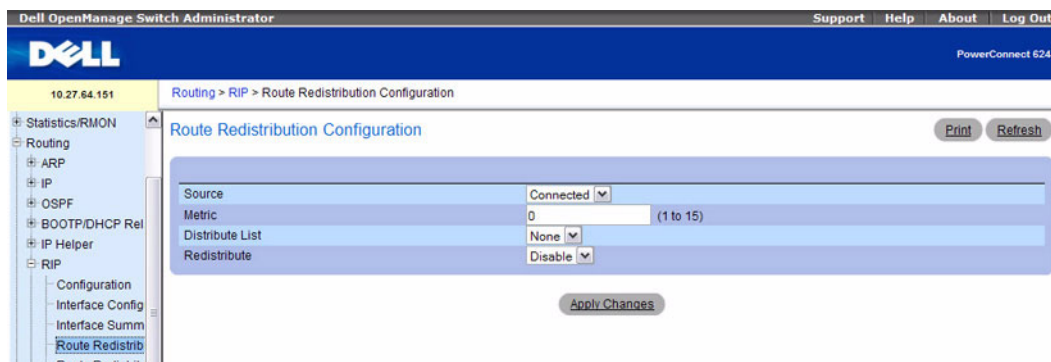 Dell OpenManage Switch Administrator
Support Help About Log Out
DELL
PowerConnect 624
10.27.64.151
Routing > RIP > Route Redistribution Configuration
Statistics/RMON
Routing
ARP
IP
OSPF
BOOTP/DHCP Rel
IP Helper
RIP
Configuration
Interface Config
Interface Summ
Route Redistrib
Route Redistribution Configuration
Print Refresh
Source Connected
Metric 0 (1 to 15)
Distribute List None
Redistribute Disable
Apply Changes